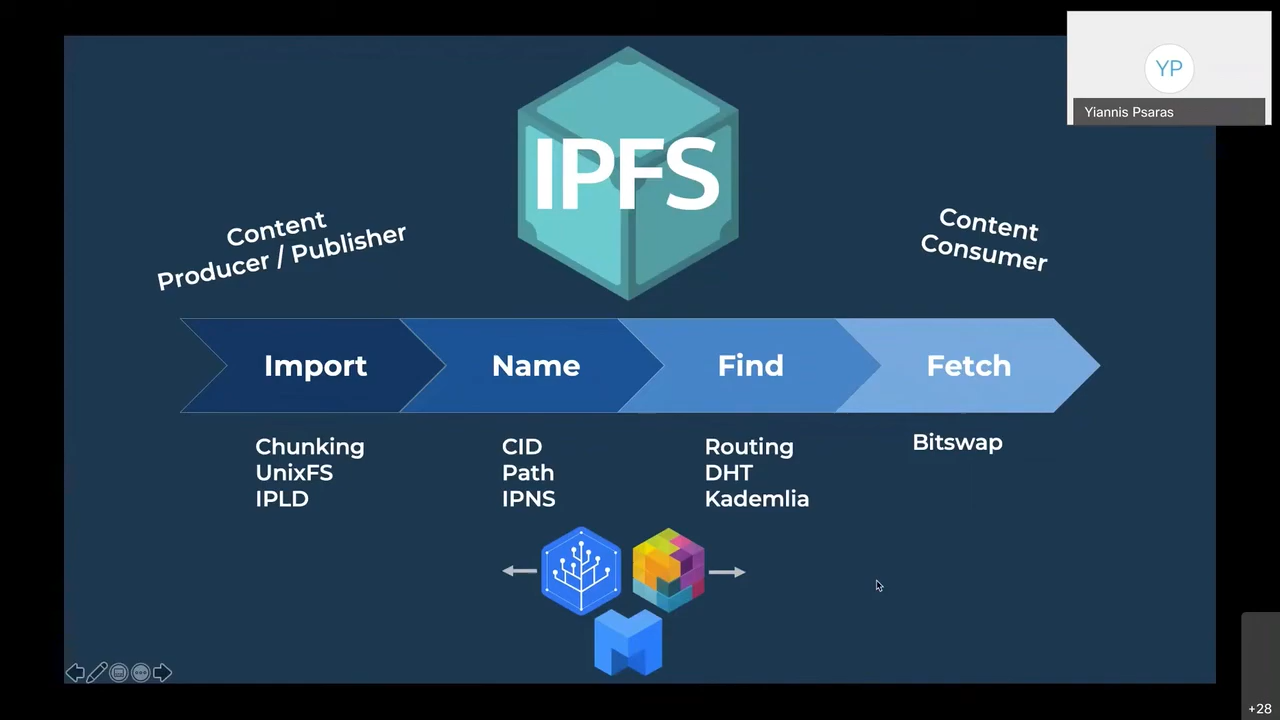 YP
Yiannis Psaras
IPFS
Content
Producer / Publisher
Content
Consumer
Import
Name
Find
Fetch
Chunking
UnixFS
IPLD
CID
Path
IPNS
Routing
DHT
Kademlia
Bitswap
+28